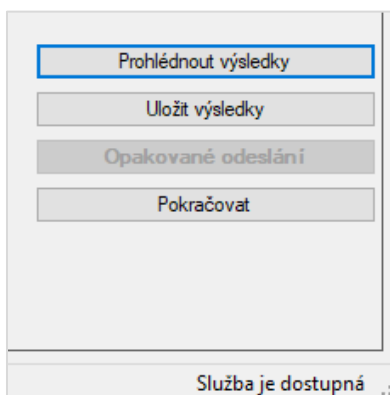 Prohlédnout výsledky
Uložit výsledky
Opakované odeslání
Pokračovat
Služba je dostupná